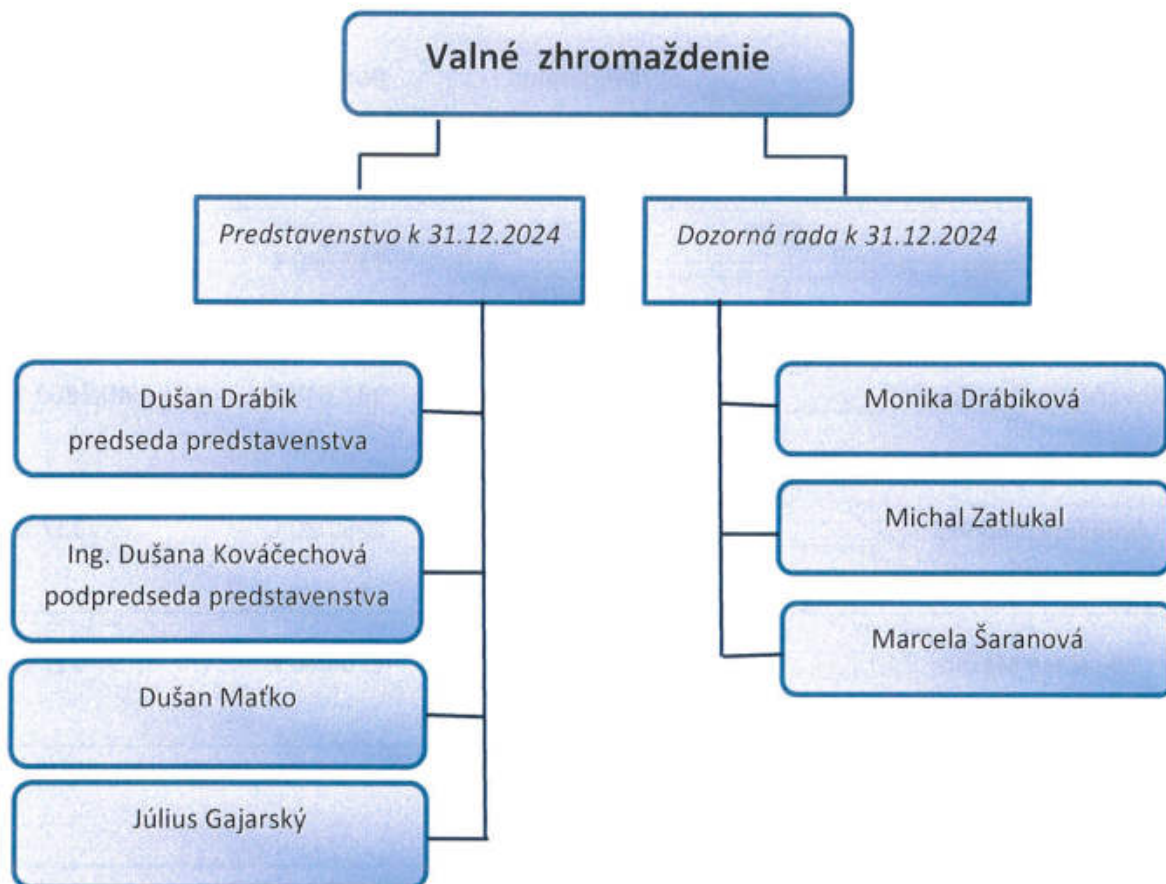 Valné zhromaždenie
Predstavenstvo k 31.12.2024
Dušan Drábik
predseda predstavenstva
Ing. Dušana Kováčechová
podpredseda predstavenstva
Dušan Maťko
Július Gajarský
Dozorná rada k 31.12.2024
Monika Drábiková
Michal Zatlukal
Marcela Šaranová